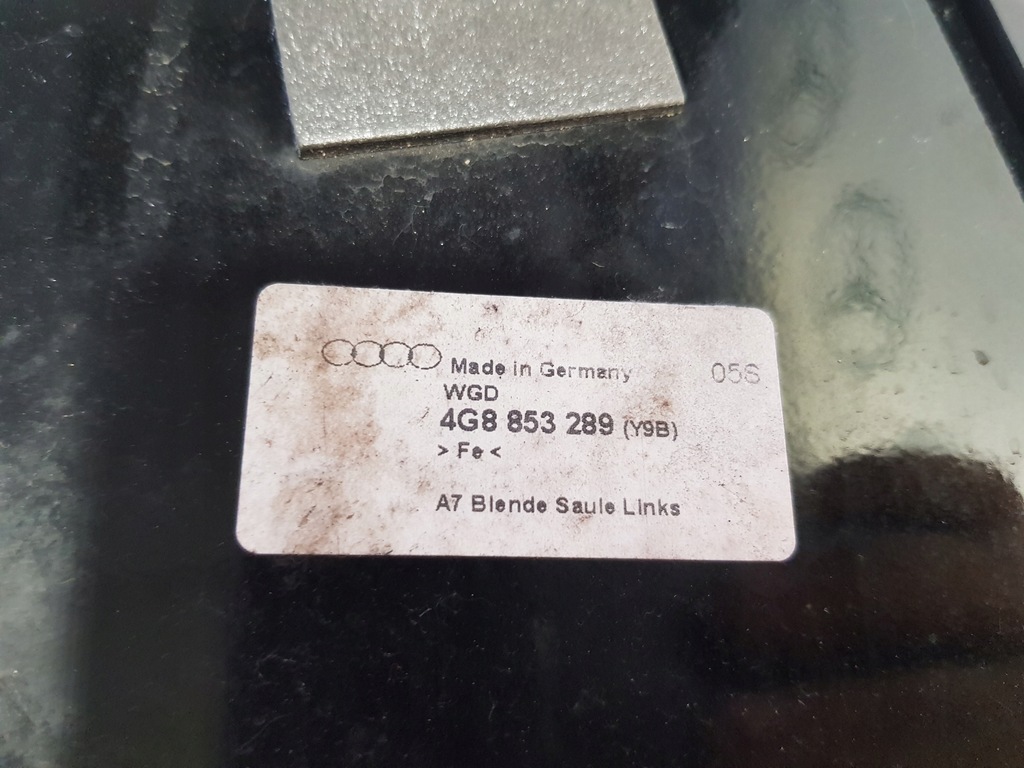 Made in Germany 05S
WGD
4G8 853 289 (Y9B)
> Fe <
A7 Blende Saule Links